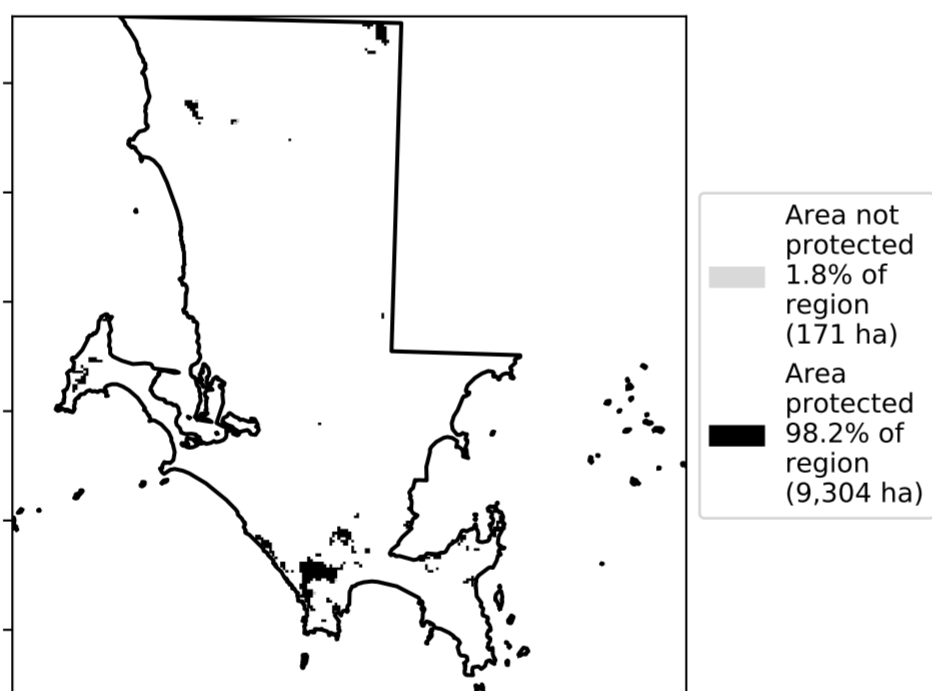 Area not
protected
1.8% of
region
(171 ha)
Area
protected
98.2% of
region
(9,304 ha)